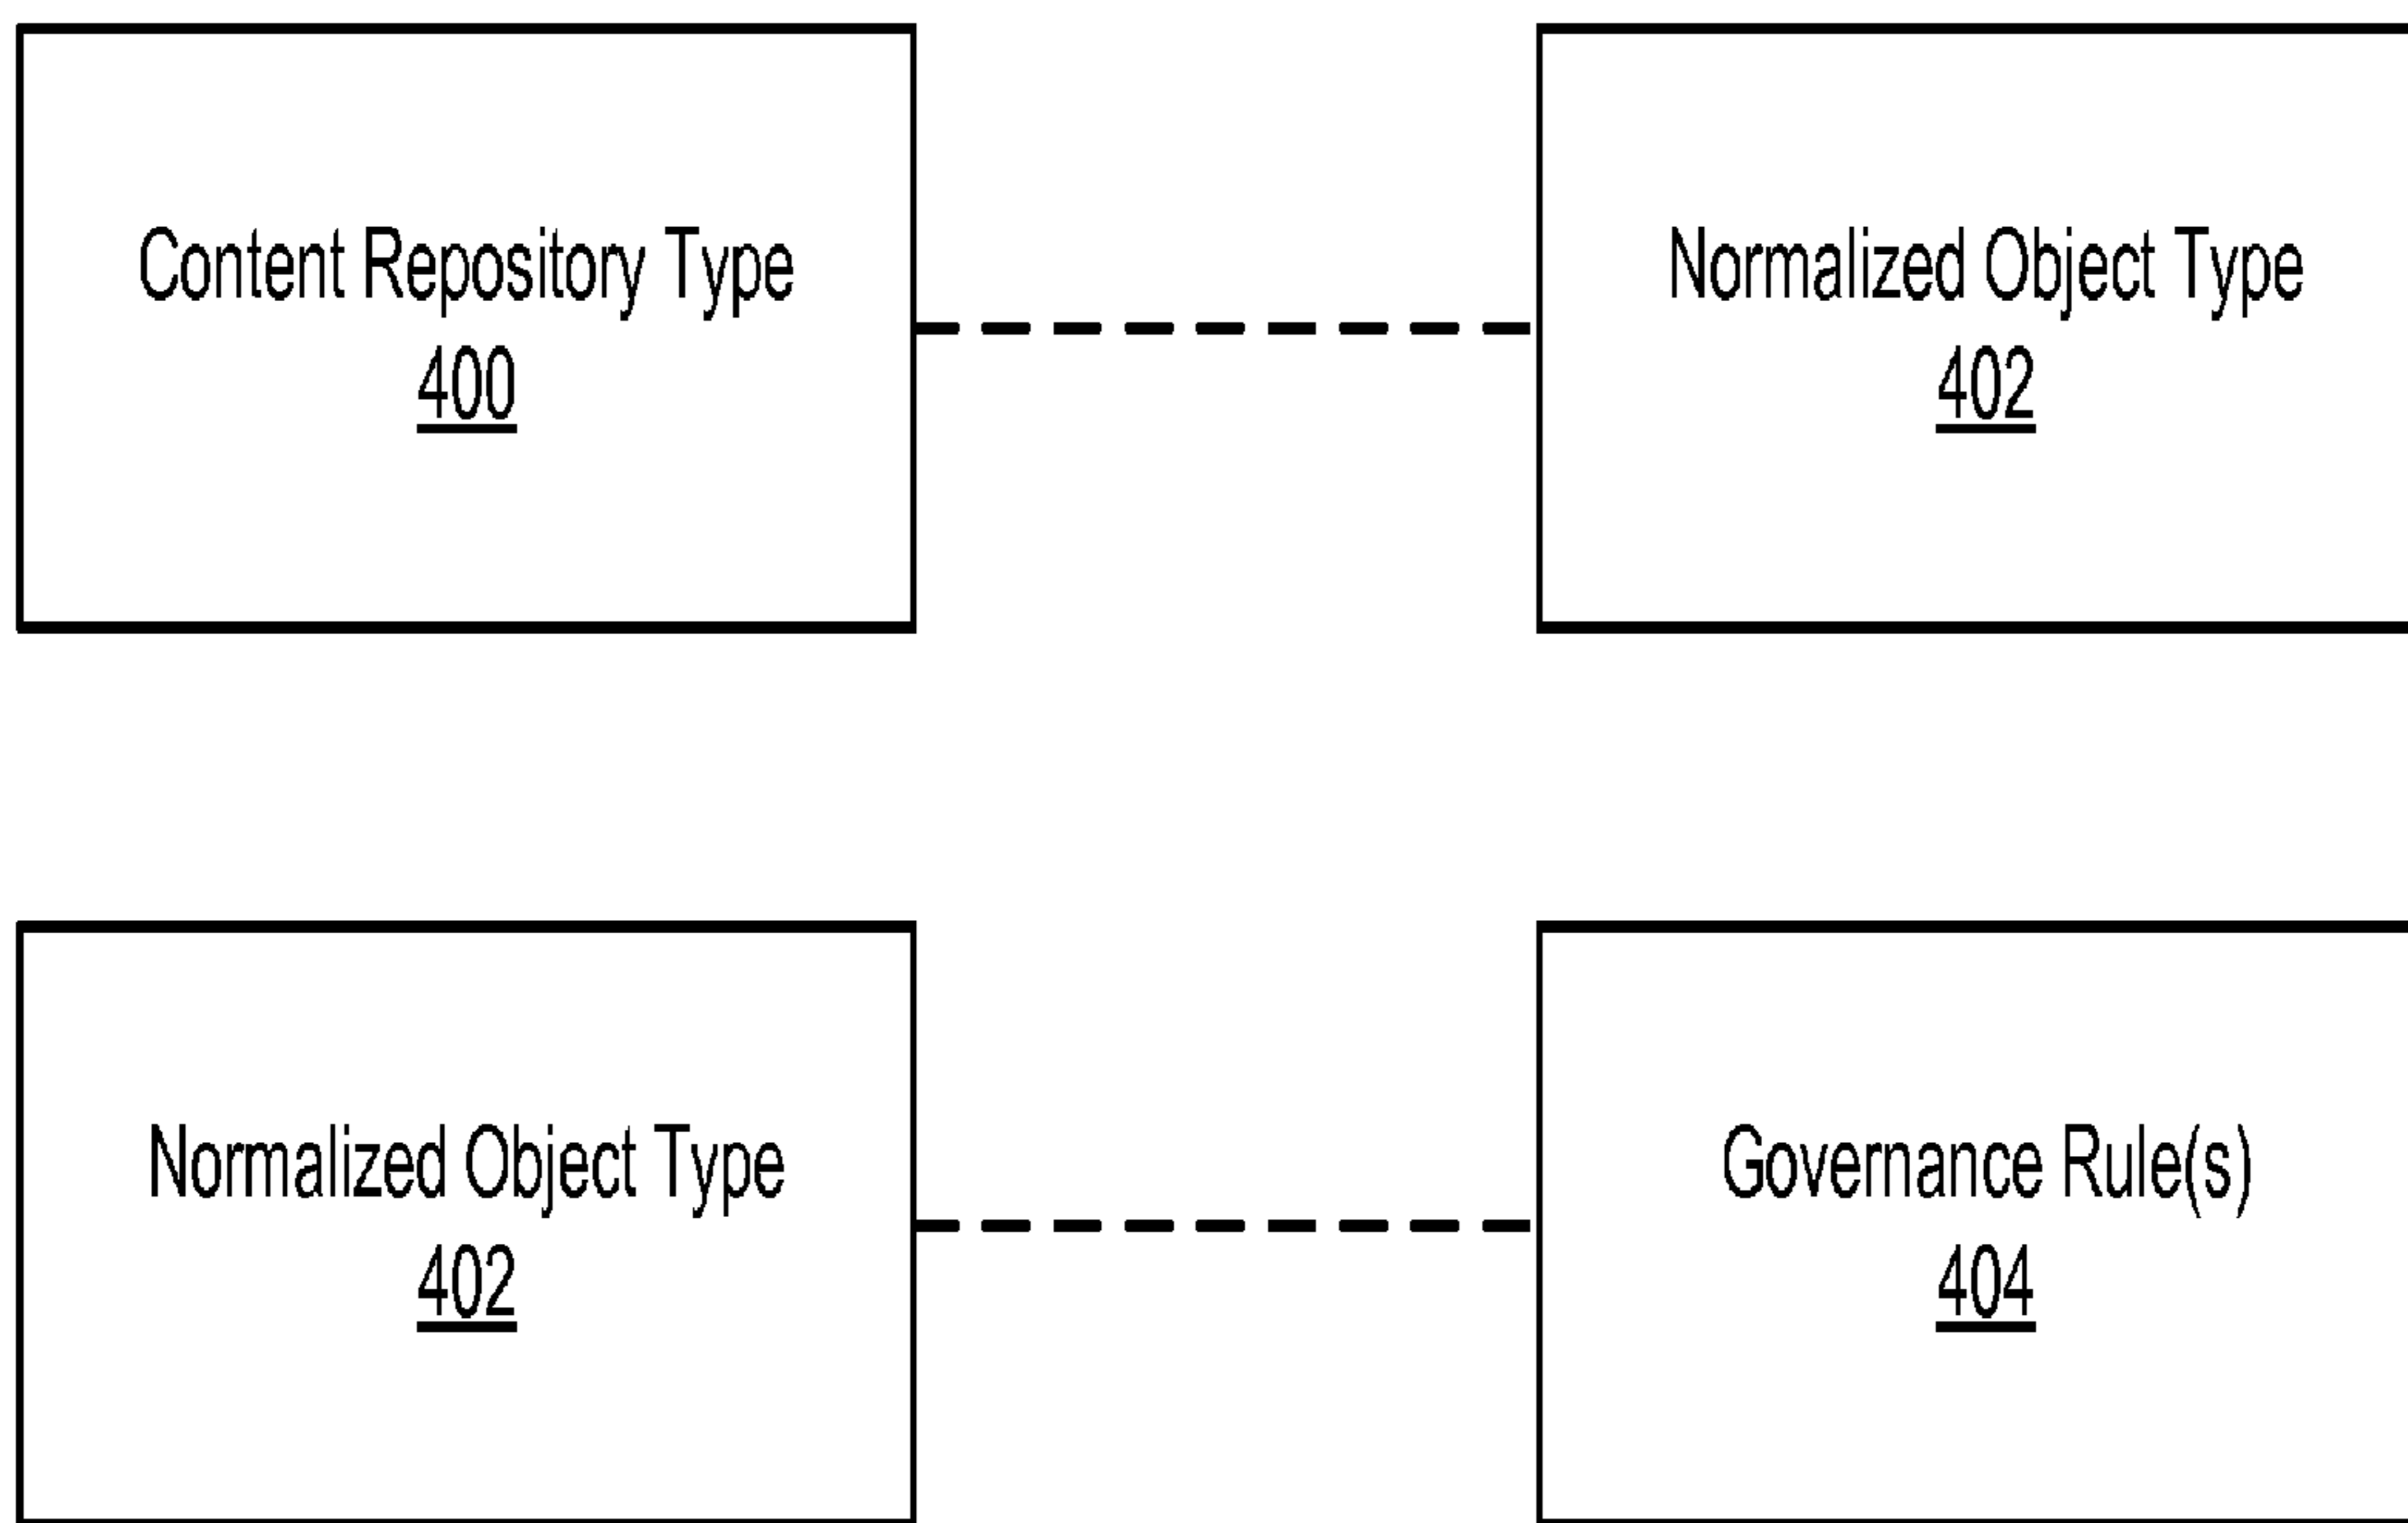 Content Repository Type
400
Normalized Object Type
402
Normalized Object Type
402
Governance Rule(s)
404